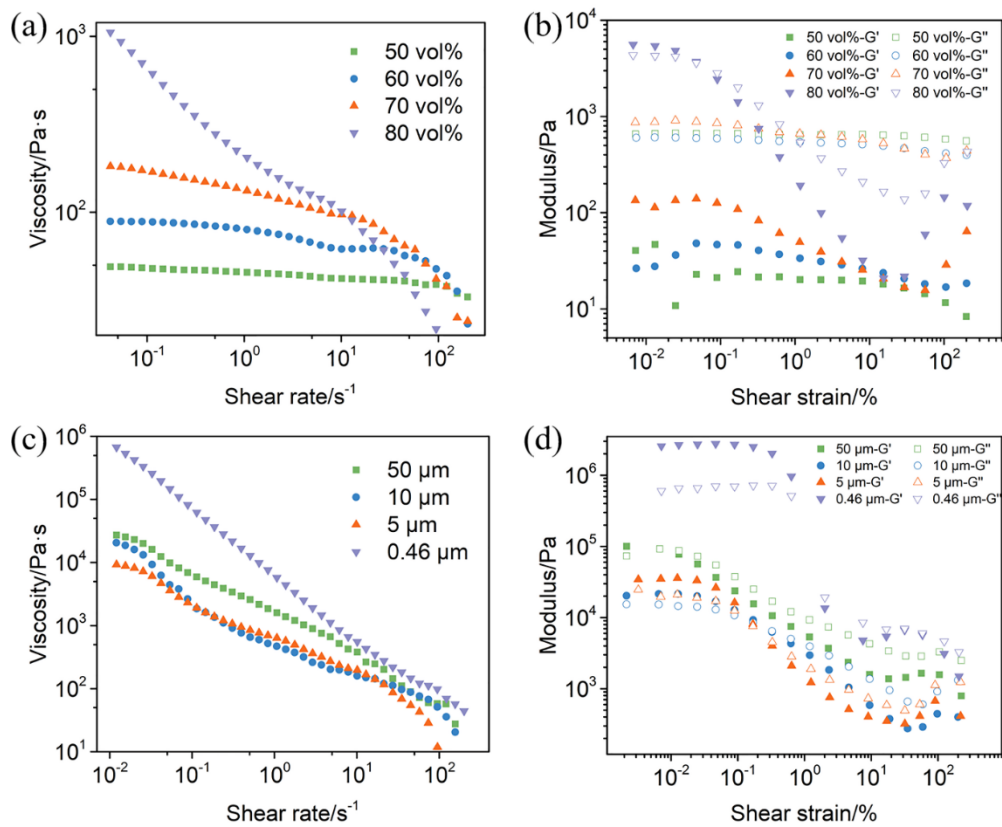 (a)
Viscosity/Pa·s
10³
10²
50 vol%
60 vol%
70 vol%
80 vol%
10⁻¹ 10⁰ 10¹ 10²
Shear rate/s⁻¹
(b)
Modulus/Pa
10⁴
10³
10²
10¹
50 vol%-G' 50 vol%-G"
60 vol%-G' 60 vol%-G"
70 vol%-G' 70 vol%-G"
80 vol%-G' 80 vol%-G"
10⁻² 10⁻¹ 10⁰ 10¹ 10²
Shear strain/%
(c)
Viscosity/Pa·s
10⁶
10⁵
10⁴
10³
10²
10¹
50 µm
10 µm
5 µm
0.46 µm
10⁻² 10⁻¹ 10⁰ 10¹ 10²
Shear rate/s⁻¹
(d)
Modulus/Pa
10⁶
10⁵
10⁴
10³
50 µm-G' 50 µm-G"
10 µm-G' 10 µm-G"
5 µm-G' 5 µm-G"
0.46 µm-G' 0.46 µm-G"
10⁻² 10⁻¹ 10⁰ 10¹ 10²
Shear strain/%